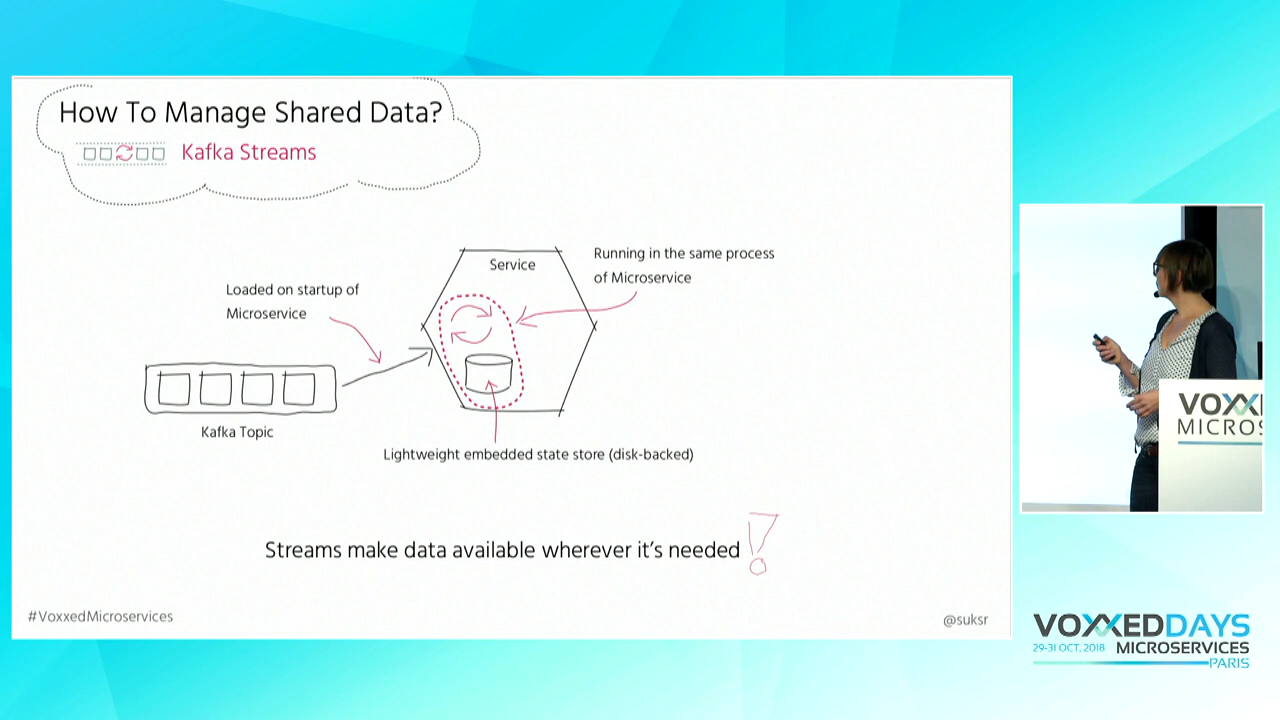 How To Manage Shared Data?
Kafka Streams
Service
Running in the same process
of Microservice
Loaded on startup of
Microservice
Kafka Topic
Lightweight embedded state store (disk-backed)
Streams make data available wherever it's needed !
#VoxxedMicroservices
@suksr
VOXX
MICROS
VOXXEDDAYS
29-31 OCT, 2018 MICROSERVICES
PARIS